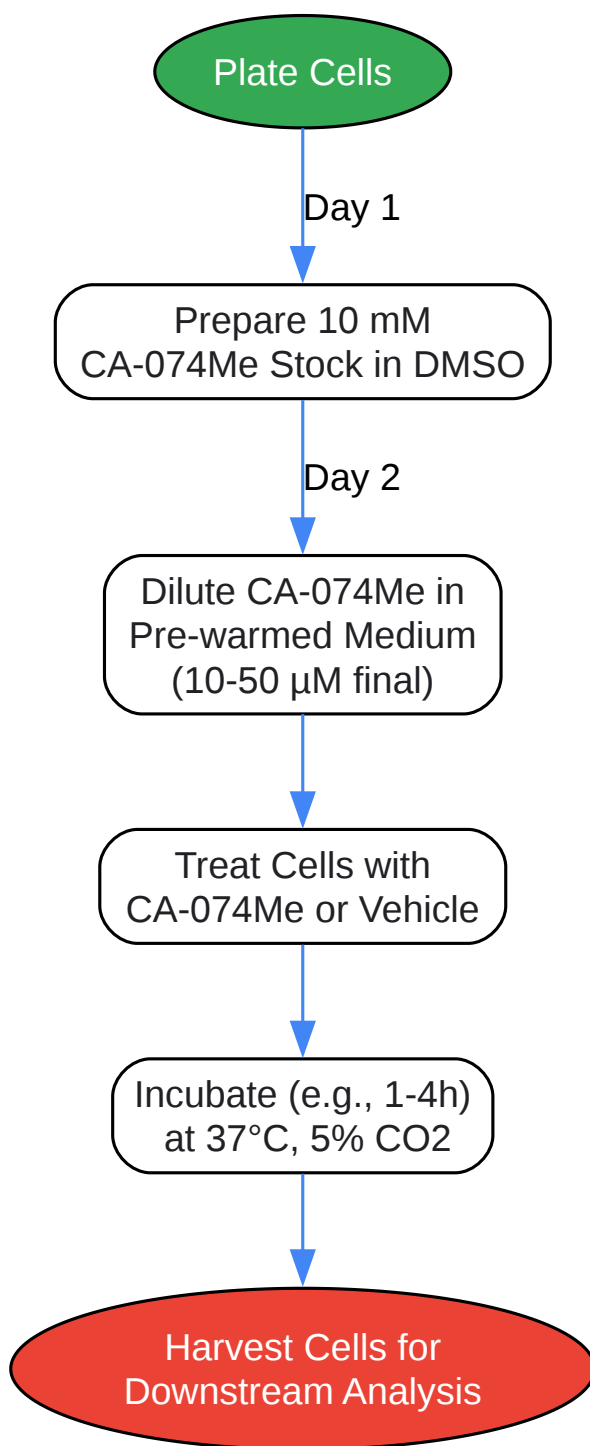 Plate Cells
Day 1
Prepare 10 mM
CA-074Me Stock in DMSO
Day 2
Dilute CA-074Me in
Pre-warmed Medium
(10-50 µM final)
Treat Cells with
CA-074Me or Vehicle
Incubate (e.g., 1-4h)
at 37°C, 5% CO2
Harvest Cells for
Downstream Analysis